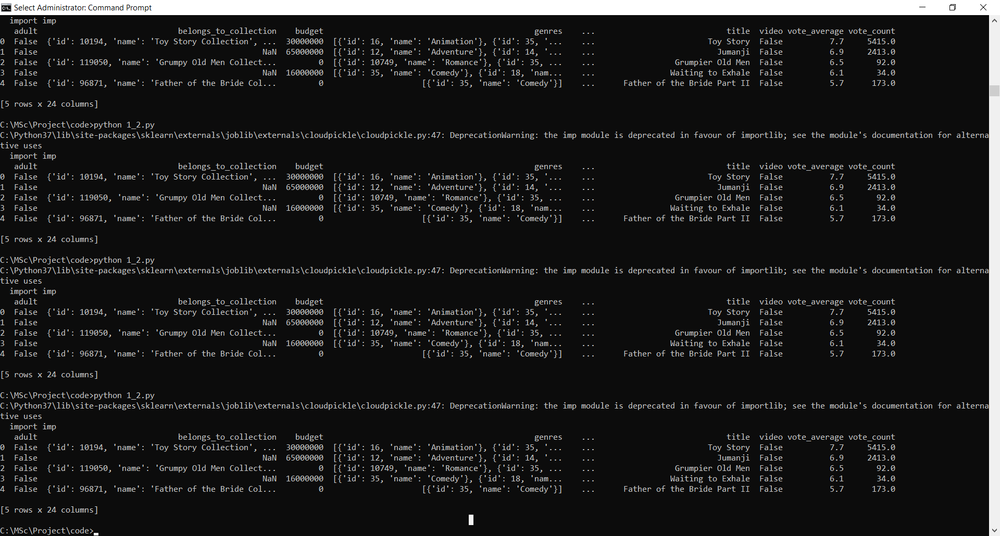 Select Administrator: Command Prompt
  import imp
   adult                              belongs_to_collection    budget                                             genres    ...                            title  video vote_average vote_count
0  False  {'id': 10194, 'name': 'Toy Story Collection', ...  30000000  [{'id': 16, 'name': 'Animation'}, {'id': 35, '...    ...                        Toy Story  False          7.7     5415.0
1  False                                                NaN  65000000  [{'id': 12, 'name': 'Adventure'}, {'id': 14, '...    ...                          Jumanji  False          6.9     2413.0
2  False  {'id': 119050, 'name': 'Grumpy Old Men Collect...         0  [{'id': 10749, 'name': 'Romance'}, {'id': 35, ...    ...                 Grumpier Old Men  False          6.5       92.0
3  False                                                NaN  16000000  [{'id': 35, 'name': 'Comedy'}, {'id': 18, 'nam...    ...                Waiting to Exhale  False          6.1       34.0
4  False  {'id': 96871, 'name': 'Father of the Bride Col...         0                     [{'id': 35, 'name': 'Comedy'}]    ...      Father of the Bride Part II  False          5.7      173.0
[5 rows x 24 columns]
C:\MSc\Project\code>python 1_2.py
C:\Python37\lib\site-packages\sklearn\externals\joblib\externals\cloudpickle\cloudpickle.py:47: DeprecationWarning: the imp module is deprecated in favour of importlib; see the module's documentation for alterna
tive uses
  import imp
   adult                              belongs_to_collection    budget                                             genres    ...                            title  video vote_average vote_count
0  False  {'id': 10194, 'name': 'Toy Story Collection', ...  30000000  [{'id': 16, 'name': 'Animation'}, {'id': 35, '...    ...                        Toy Story  False          7.7     5415.0
1  False                                                NaN  65000000  [{'id': 12, 'name': 'Adventure'}, {'id': 14, '...    ...                          Jumanji  False          6.9     2413.0
2  False  {'id': 119050, 'name': 'Grumpy Old Men Collect...         0  [{'id': 10749, 'name': 'Romance'}, {'id': 35, ...    ...                 Grumpier Old Men  False          6.5       92.0
3  False                                                NaN  16000000  [{'id': 35, 'name': 'Comedy'}, {'id': 18, 'nam...    ...                Waiting to Exhale  False          6.1       34.0
4  False  {'id': 96871, 'name': 'Father of the Bride Col...         0                     [{'id': 35, 'name': 'Comedy'}]    ...      Father of the Bride Part II  False          5.7      173.0
[5 rows x 24 columns]
C:\MSc\Project\code>python 1_2.py
C:\Python37\lib\site-packages\sklearn\externals\joblib\externals\cloudpickle\cloudpickle.py:47: DeprecationWarning: the imp module is deprecated in favour of importlib; see the module's documentation for alterna
tive uses
  import imp
   adult                              belongs_to_collection    budget                                             genres    ...                            title  video vote_average vote_count
0  False  {'id': 10194, 'name': 'Toy Story Collection', ...  30000000  [{'id': 16, 'name': 'Animation'}, {'id': 35, '...    ...                        Toy Story  False          7.7     5415.0
1  False                                                NaN  65000000  [{'id': 12, 'name': 'Adventure'}, {'id': 14, '...    ...                          Jumanji  False          6.9     2413.0
2  False  {'id': 119050, 'name': 'Grumpy Old Men Collect...         0  [{'id': 10749, 'name': 'Romance'}, {'id': 35, ...    ...                 Grumpier Old Men  False          6.5       92.0
3  False                                                NaN  16000000  [{'id': 35, 'name': 'Comedy'}, {'id': 18, 'nam...    ...                Waiting to Exhale  False          6.1       34.0
4  False  {'id': 96871, 'name': 'Father of the Bride Col...         0                     [{'id': 35, 'name': 'Comedy'}]    ...      Father of the Bride Part II  False          5.7      173.0
[5 rows x 24 columns]
C:\MSc\Project\code>python 1_2.py
C:\Python37\lib\site-packages\sklearn\externals\joblib\externals\cloudpickle\cloudpickle.py:47: DeprecationWarning: the imp module is deprecated in favour of importlib; see the module's documentation for alterna
tive uses
  import imp
   adult                              belongs_to_collection    budget                                             genres    ...                            title  video vote_average vote_count
0  False  {'id': 10194, 'name': 'Toy Story Collection', ...  30000000  [{'id': 16, 'name': 'Animation'}, {'id': 35, '...    ...                        Toy Story  False          7.7     5415.0
1  False                                                NaN  65000000  [{'id': 12, 'name': 'Adventure'}, {'id': 14, '...    ...                          Jumanji  False          6.9     2413.0
2  False  {'id': 119050, 'name': 'Grumpy Old Men Collect...         0  [{'id': 10749, 'name': 'Romance'}, {'id': 35, ...    ...                 Grumpier Old Men  False          6.5       92.0
3  False                                                NaN  16000000  [{'id': 35, 'name': 'Comedy'}, {'id': 18, 'nam...    ...                Waiting to Exhale  False          6.1       34.0
4  False  {'id': 96871, 'name': 'Father of the Bride Col...         0                     [{'id': 35, 'name': 'Comedy'}]    ...      Father of the Bride Part II  False          5.7      173.0
[5 rows x 24 columns]
C:\MSc\Project\code>